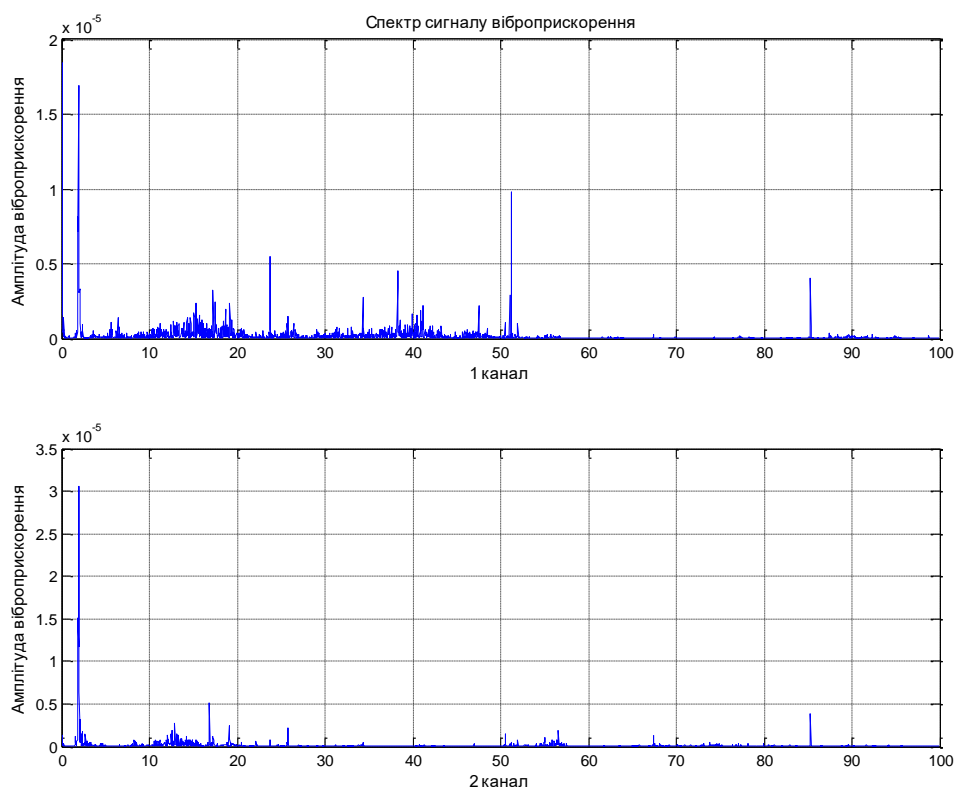 Спектр сигналу віброприскорення
x 10-5
2
1.5
1
0.5
0
Амплітуда віброприскорення
0 10 20 30 40 50 60 70 80 90 100
1 канал
x 10-5
3.5
3
2.5
2
1.5
1
0.5
0
Амплітуда віброприскорення
0 10 20 30 40 50 60 70 80 90 100
2 канал